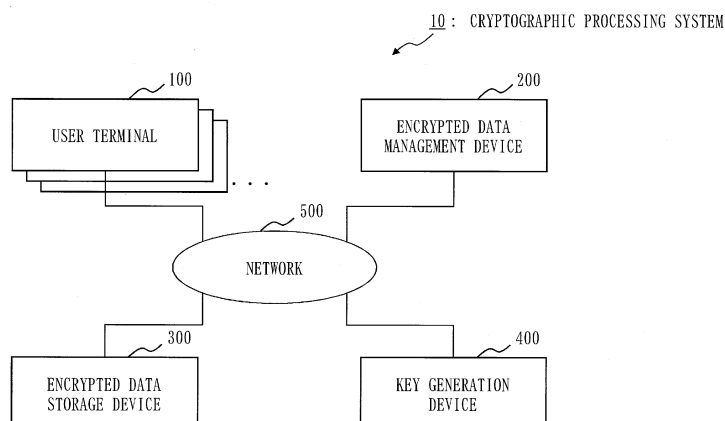 10 : CRYPTOGRAPHIC PROCESSING SYSTEM
100
200
USER TERMINAL
ENCRYPTED DATA
MANAGEMENT DEVICE
. . .
500
NETWORK
300
400
ENCRYPTED DATA
STORAGE DEVICE
KEY GENERATION
DEVICE